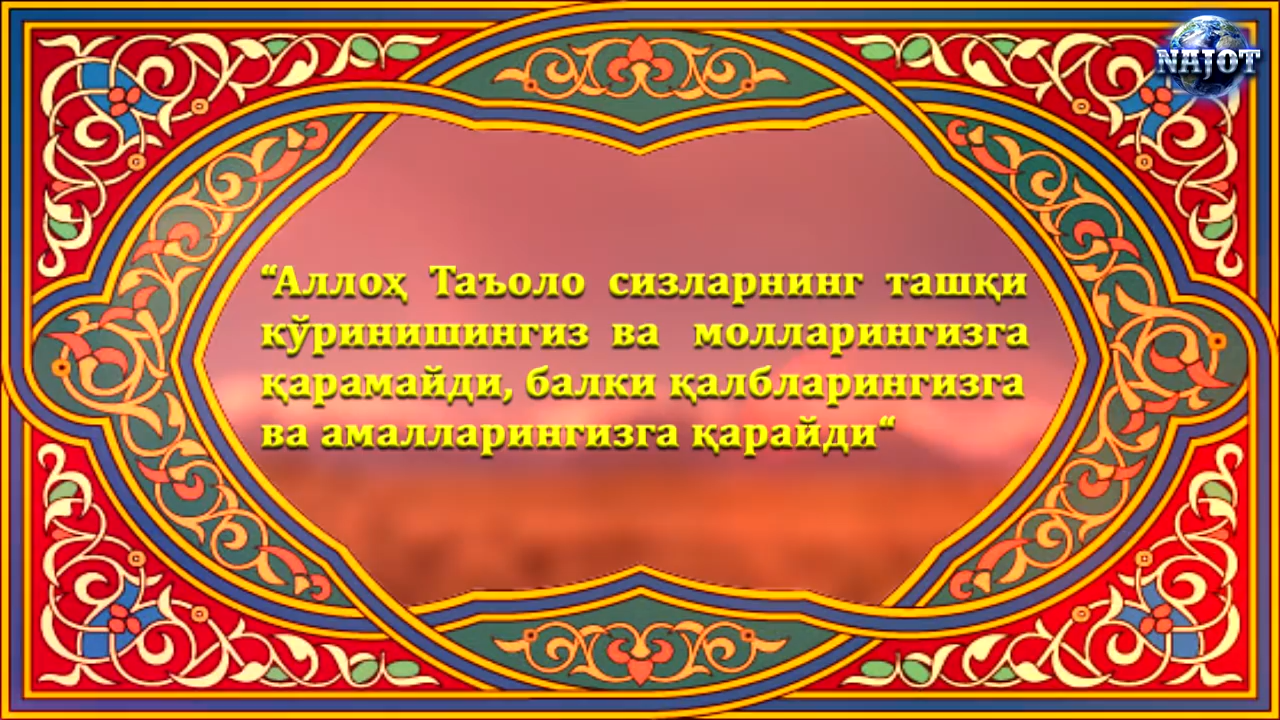 NAJOT
“Аллоҳ Таъоло сизларнинг ташқи
кўринишингиз ва молларингизга
қарамайди, балки қалбларингизга
ва амалларингизга қарайди“